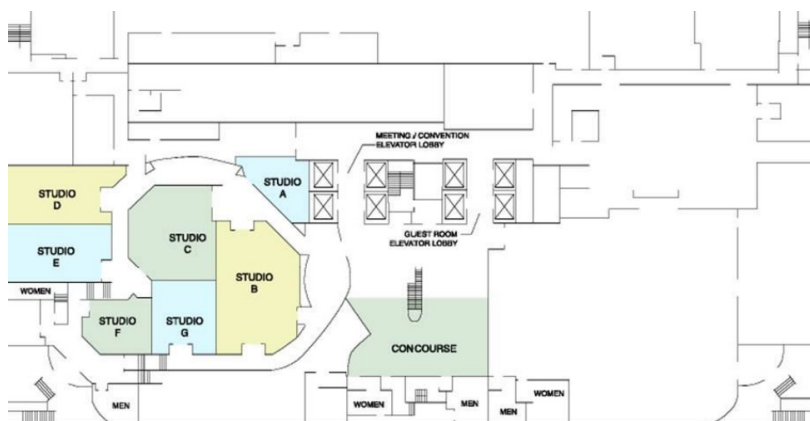 MEETING / CONVENTION
ELEVATOR LOBBY
STUDIO
A
STUDIO
D
STUDIO
C
GUEST ROOM
ELEVATOR LOBBY
STUDIO
E
STUDIO
B
WOMEN
STUDIO
F
STUDIO
G
CONCOURSE
MEN
WOMEN
MEN
MEN
WOMEN